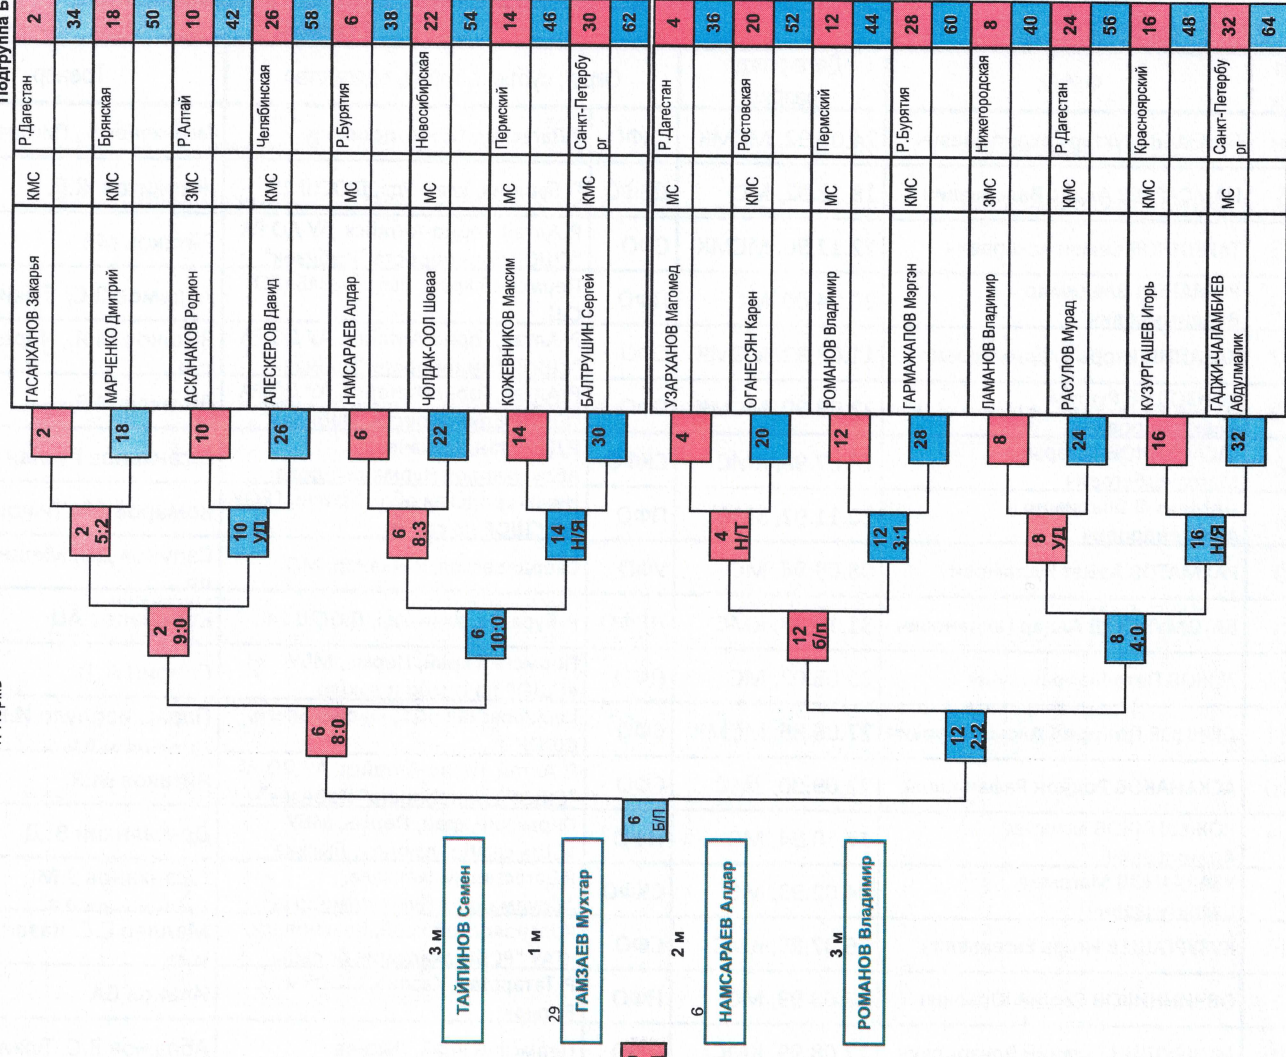 Подгруппа Б
2 ГАСАНХАНОВ Закарья КМС Р.Дагестан 2
34
18 МАРЧЕНКО Дмитрий КМС Брянская 18
50
10 АСКАНАКОВ Родион ЗМС Р.Алтай 10
42
26 АЛЕСКЕРОВ Давид КМС Челябинская 26
58
6 НАМСАРАЕВ Алдар МС Р.Бурятия 6
38
22 ЧОЛДАК-ООЛ Шоваа МС Новосибирская 22
54
14 КОЖЕВНИКОВ Максим МС Пермский 14
46
30 БАЛТРУШИН Сергей КМС Санкт-Петербу
рг
30
62
4 УЗАРХАНОВ Магомед МС Р.Дагестан 4
36
20 ОГАНЕСЯН Карен КМС Ростовская 20
52
12 РОМАНОВ Владимир МС Пермский 12
44
28 ГАРМАЖАПОВ Мэргэн КМС Р.Бурятия 28
60
8 ЛАМАНОВ Владимир ЗМС Нижегородская 8
40
24 РАСУЛОВ Мурад КМС Р.Дагестан 24
56
16 КУЗУРГАШЕВ Игорь КМС Красноярский 16
48
32 ГАДЖИЧАЛАМБИЕВ
Абдулмалик
МС Санкт-Петербу
рг
32
64
2
5:2
10
УД
6
8:3
14
Н/Я
4
Н/Т
12
3:1
8
УД
16
Н/Я
2
9:0
6
10:0
12
б/п
8
4:0
6
8:0
12
2:2
6
Б/П
3 м
ТАЙПИНОВ Семен
1 м
29
ГАМЗАЕВ Мухтар
2 м
6
НАМСАРАЕВ Алдар
3 м
РОМАНОВ Владимир